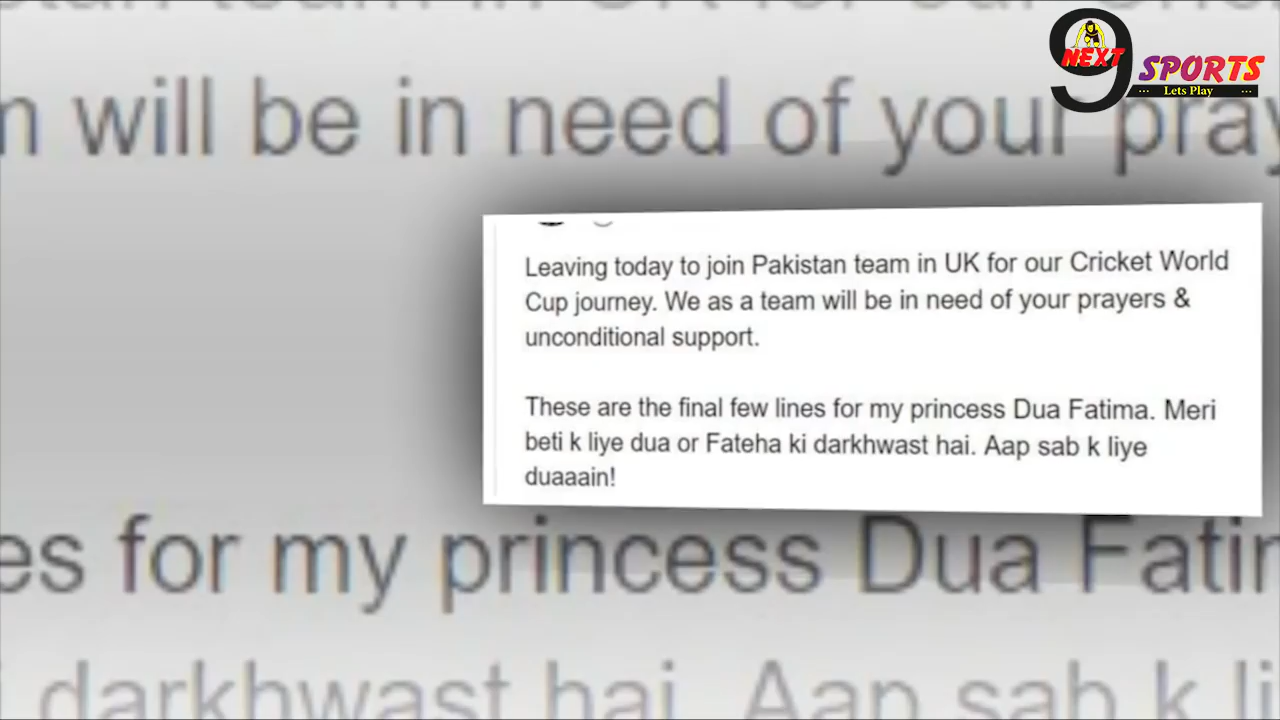 9
NEXT
SPORTS
Lets Play
will be in need of your
Leaving today to join Pakistan team in UK for our Cricket World
Cup journey. We as a team will be in need of your prayers &
unconditional support.
These are the final few lines for my princess Dua Fatima. Meri
beti k liye dua or Fateha ki darkhwast hai. Aap sab k liye
duaaain!
for my princess Dua
darkhwast hai. Aap sab k